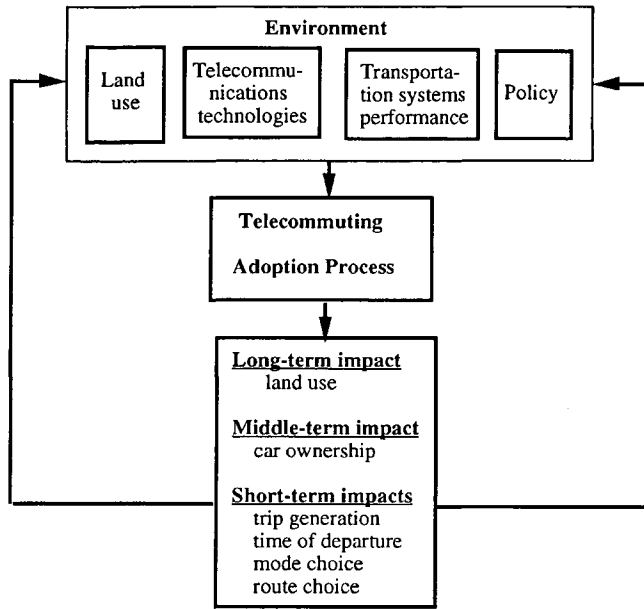 Environment
Land
use
Telecommu-
nications
technologies
Transporta-
tion systems
performance
Policy
Telecommuting
Adoption Process
Long-term impact
land use
Middle-term impact
car ownership
Short-term impacts
trip generation
time of departure
mode choice
route choice